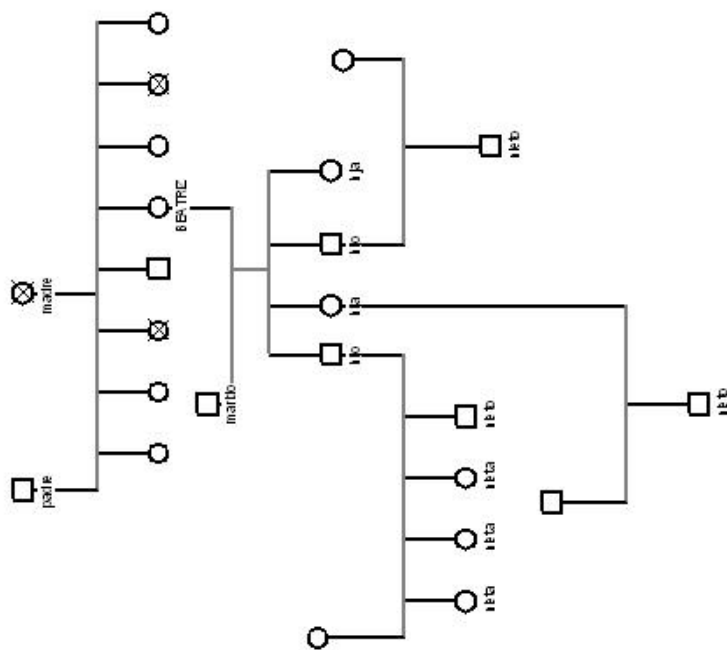 padre
madre
BEATRIZ
marido
hijo
hija
hijo
hija
nieta
nieta
nieta
nieto
nieto
nieto